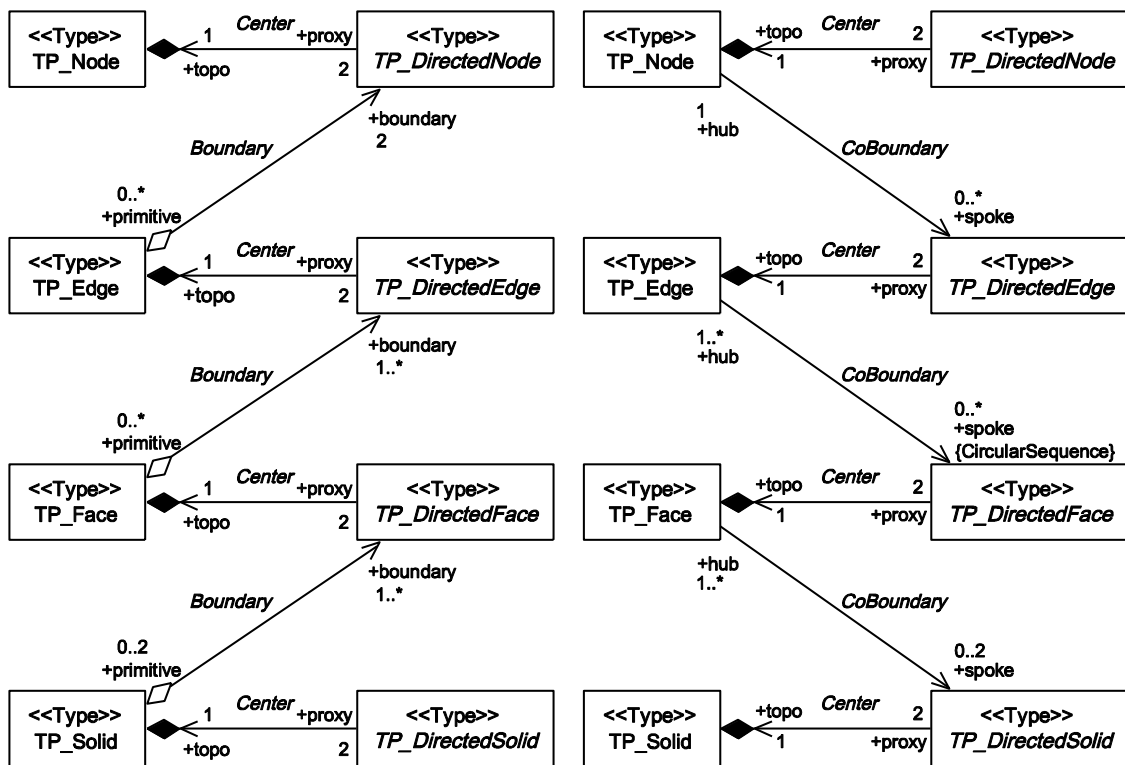 <<Type>>
TP_Node
1
Center
+proxy
+topo
2
<<Type>>
TP_DirectedNode
<<Type>>
TP_Node
+topo
Center
2
1
+proxy
<<Type>>
TP_DirectedNode
+boundary
2
Boundary
0..*
+primitive
1
+hub
CoBoundary
0..*
+spoke
<<Type>>
TP_Edge
1
Center
+proxy
+topo
2
<<Type>>
TP_DirectedEdge
<<Type>>
TP_Edge
+topo
Center
2
1
+proxy
<<Type>>
TP_DirectedEdge
+boundary
1..*
Boundary
0..*
+primitive
1..*
+hub
CoBoundary
0..*
+spoke
{CircularSequence}
<<Type>>
TP_Face
1
Center
+proxy
+topo
2
<<Type>>
TP_DirectedFace
<<Type>>
TP_Face
+topo
Center
2
1
+proxy
<<Type>>
TP_DirectedFace
+boundary
1..*
Boundary
0..2
+primitive
+hub
1..*
CoBoundary
0..2
+spoke
<<Type>>
TP_Solid
1
Center
+proxy
+topo
2
<<Type>>
TP_DirectedSolid
<<Type>>
TP_Solid
+topo
Center
2
1
+proxy
<<Type>>
TP_DirectedSolid